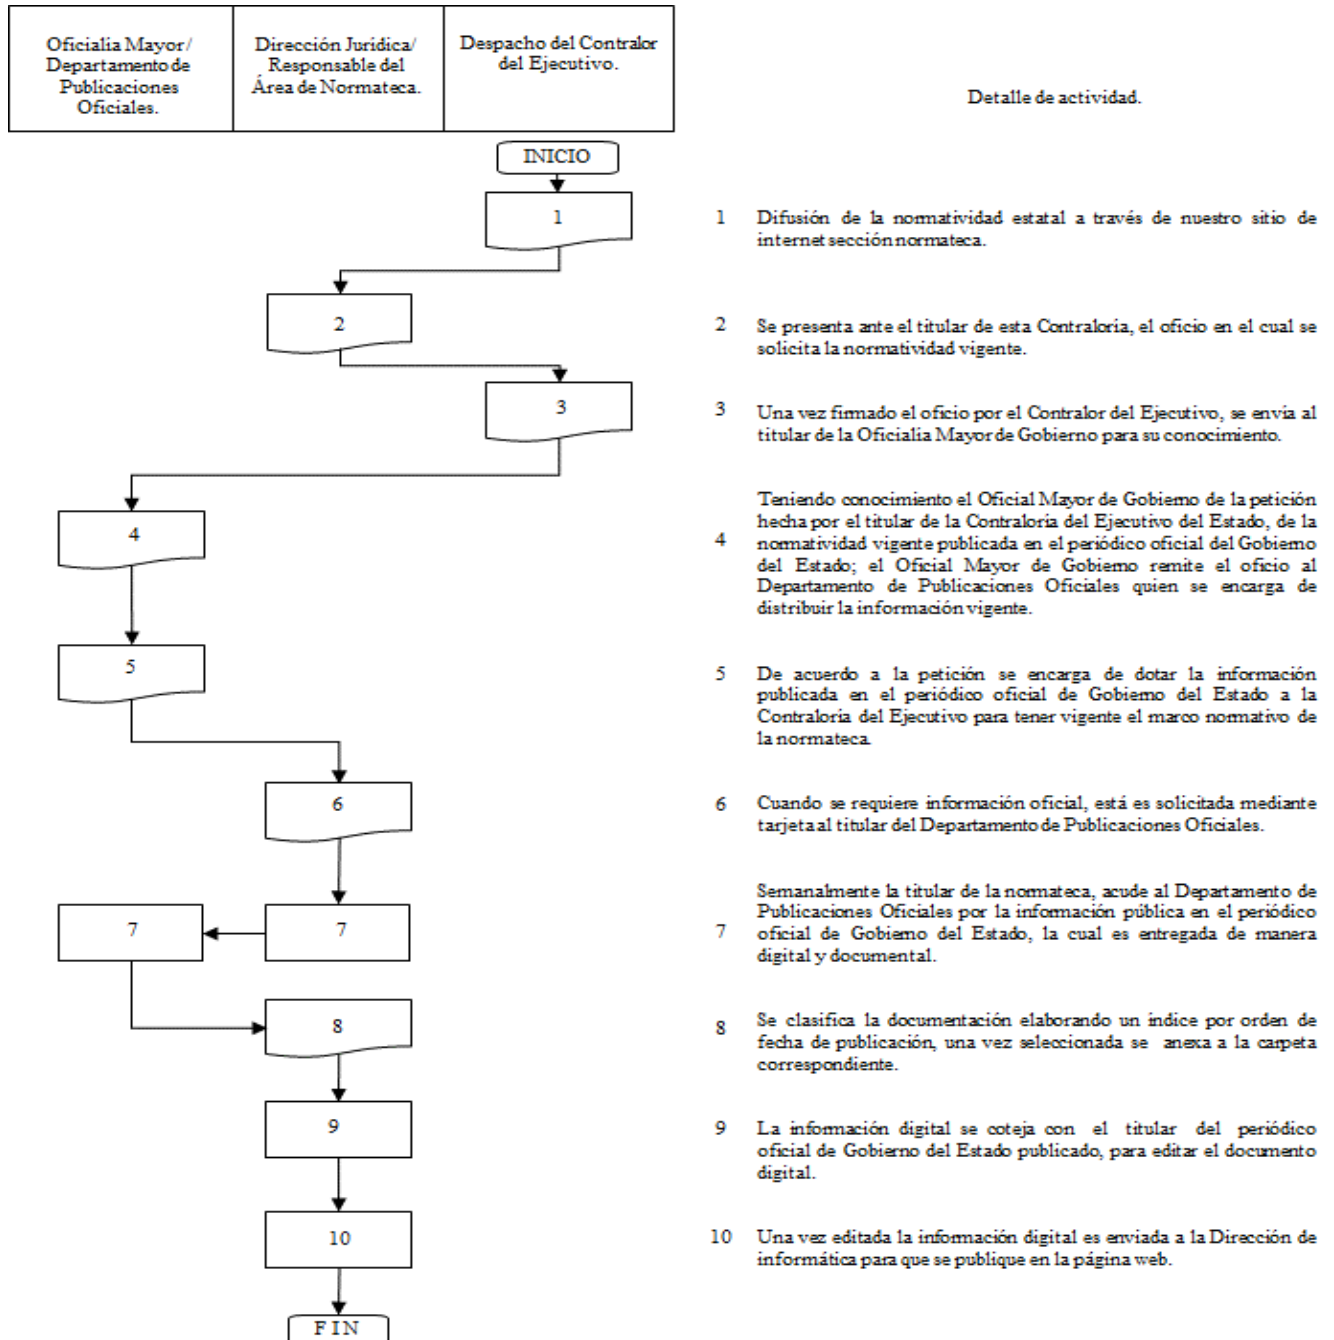 Oficialia Mayor/
Departamento de
Publicaciones
Oficiales.
Dirección Jurídica/
Responsable del
Área de Normateca.
Despacho del Contralor
del Ejecutivo.
Detalle de actividad.
INICIO
1
1 Difusión de la normatividad estatal a través de nuestro sitio de
internet sección normateca.
2
2 Se presenta ante el titular de esta Contraloría, el oficio en el cual se
solicita la normatividad vigente.
3
3 Una vez firmado el oficio por el Contralor del Ejecutivo, se envía al
titular de la Oficialía Mayor de Gobierno para su conocimiento.
4
4 Teniendo conocimiento el Oficial Mayor de Gobierno de la petición
hecha por el titular de la Contraloría del Ejecutivo del Estado, de la
normatividad vigente publicada en el periódico oficial del Gobierno
del Estado; el Oficial Mayor de Gobierno remite el oficio al
Departamento de Publicaciones Oficiales quien se encarga de
distribuir la información vigente.
5
5 De acuerdo a la petición se encarga de dotar la información
publicada en el periódico oficial de Gobierno del Estado a la
Contraloría del Ejecutivo para tener vigente el marco normativo de
la normateca.
6
6 Cuando se requiere información oficial, está es solicitada mediante
tarjeta al titular del Departamento de Publicaciones Oficiales.
7
7
7 Semanalmente la titular de la normateca, acude al Departamento de
Publicaciones Oficiales por la información pública en el periódico
oficial de Gobierno del Estado, la cual es entregada de manera
digital y documental.
8
8 Se clasifica la documentación elaborando un índice por orden de
fecha de publicación, una vez seleccionada se anexa a la carpeta
correspondiente.
9
9 La información digital se coteja con el titular del periódico
oficial de Gobierno del Estado publicado, para editar el documento
digital.
10
10 Una vez editada la información digital es enviada a la Dirección de
informática para que se publique en la página web.
F I N